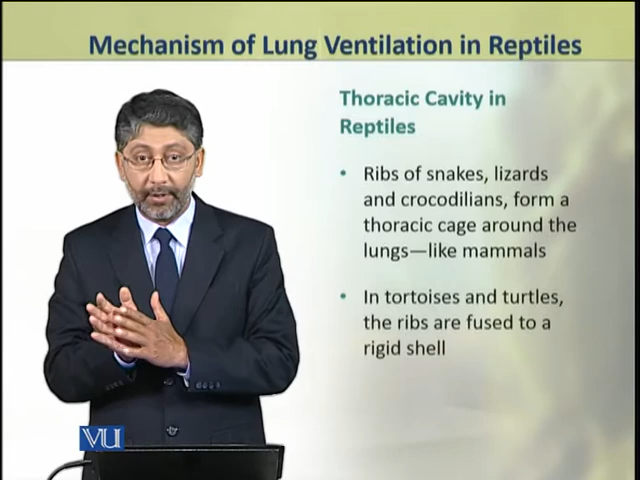 Mechanism of Lung Ventilation in Reptiles
Thoracic Cavity in
Reptiles
• Ribs of snakes, lizards
and crocodilians, form a
thoracic cage around the
lungs—like mammals
• In tortoises and turtles,
the ribs are fused to a
rigid shell
VU